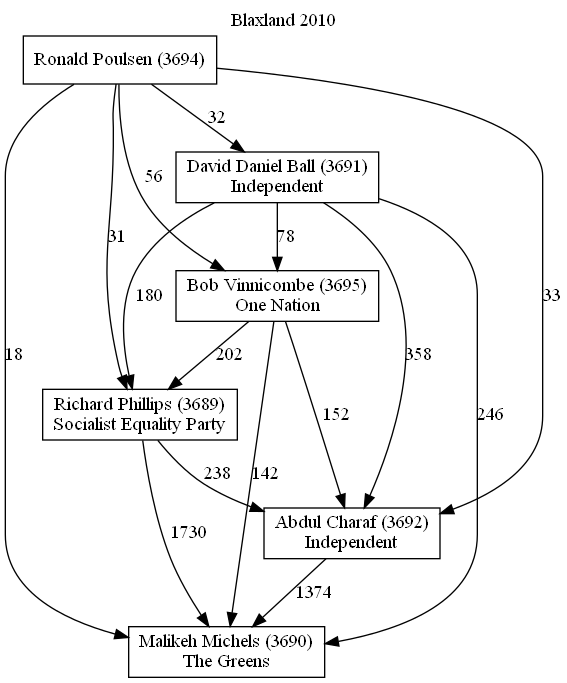 Blaxland 2010
Ronald Poulsen (3694)
32
David Daniel Ball (3691)
Independent
56
31
78
Bob Vinnicombe (3695)
One Nation
180
33
18
202
358
Richard Phillips (3689)
Socialist Equality Party
152
246
238
142
Abdul Charaf (3692)
Independent
1730
1374
Malikeh Michels (3690)
The Greens